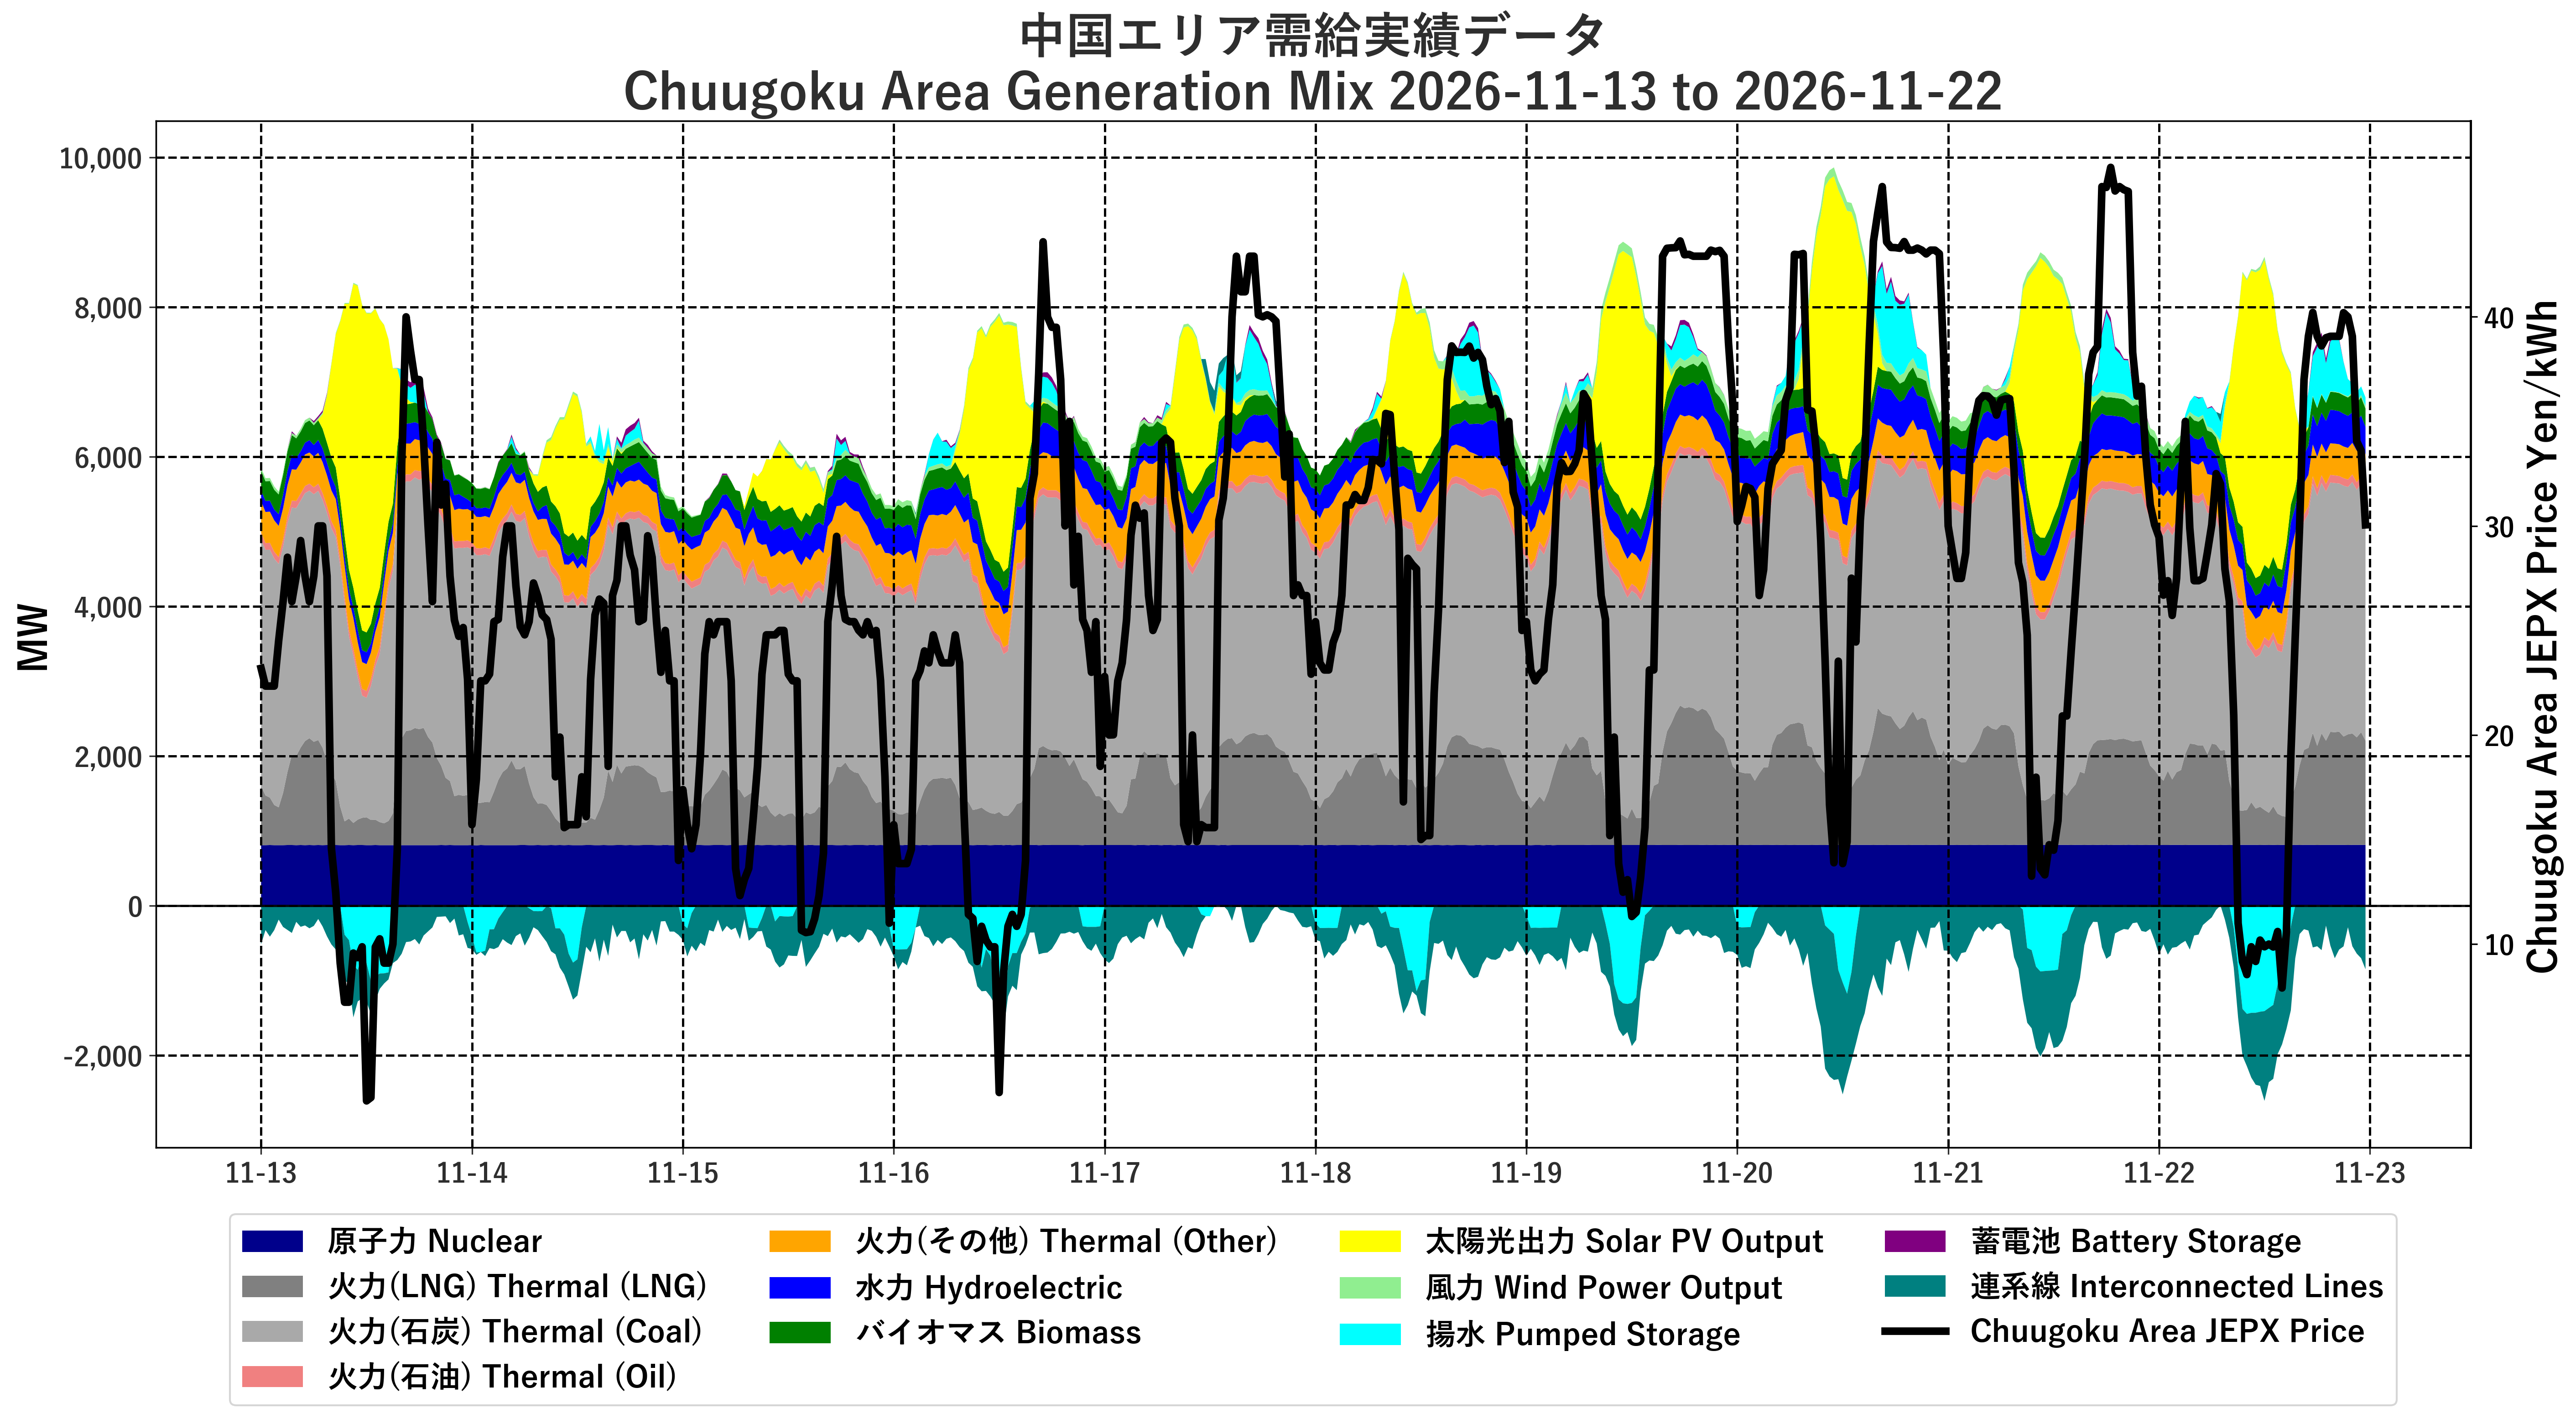 中国エリア需給実績データ
Chuugoku Area Generation Mix 2026-11-13 to 2026-11-22
10,000
8,000
6,000
4,000
2,000
0
-2,000
MW
40
30
20
10
Chuugoku Area JEPX Price Yen/kWh
11-13 11-14 11-15 11-16 11-17 11-18 11-19 11-20 11-21 11-22 11-23
原子力 Nuclear
火力(LNG) Thermal (LNG)
火力(石炭) Thermal (Coal)
火力(石油) Thermal (Oil)
火力(その他) Thermal (Other)
水力 Hydroelectric
バイオマス Biomass
太陽光出力 Solar PV Output
風力 Wind Power Output
揚水 Pumped Storage
蓄電池 Battery Storage
連系線 Interconnected Lines
Chuugoku Area JEPX Price